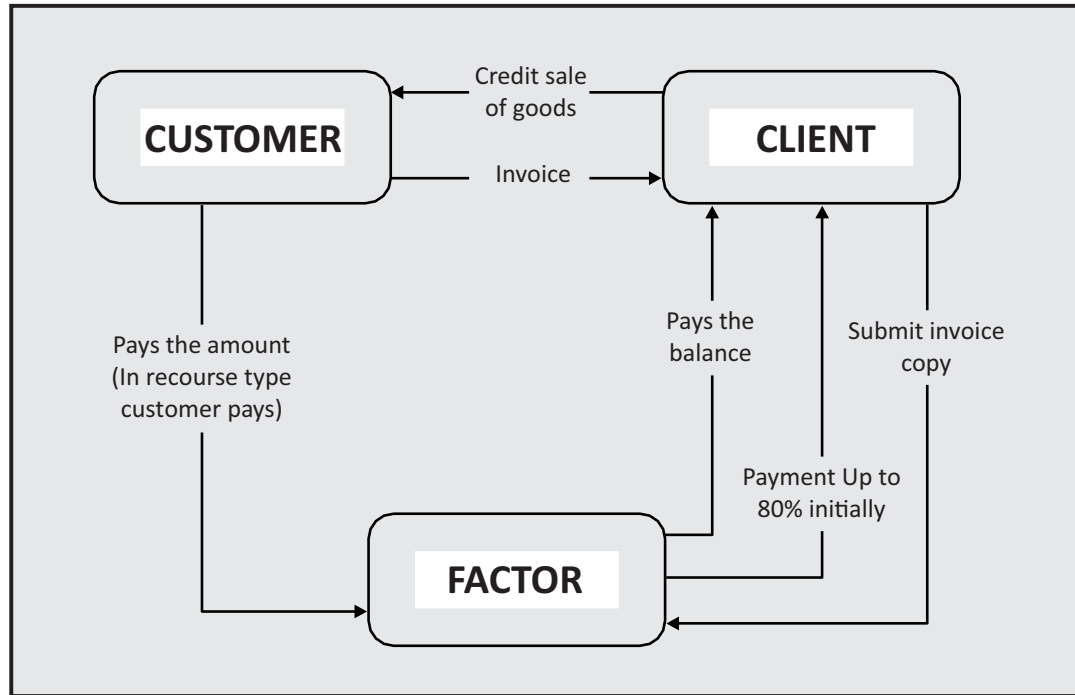 Credit sale
of goods
CUSTOMER
CLIENT
Invoice
Pays the amount
(In recourse type
customer pays)
Pays the
balance
Submit invoice
copy
Payment Up to
80% initially
FACTOR